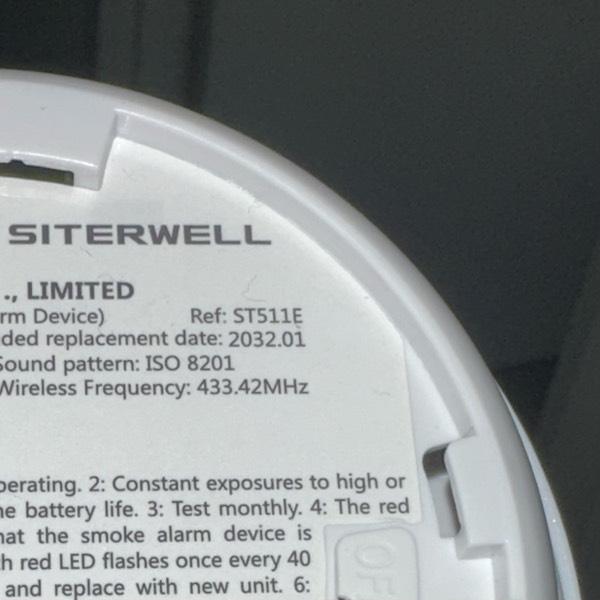 SITERWELL
., LIMITED
rm Device) Ref: ST511E
ded replacement date: 2032.01
Sound pattern: ISO 8201
Wireless Frequency: 433.42MHz
perating. 2: Constant exposures to high or
he battery life. 3: Test monthly. 4: The red
hat the smoke alarm device is
th red LED flashes once every 40
and replace with new unit. 6:
OF